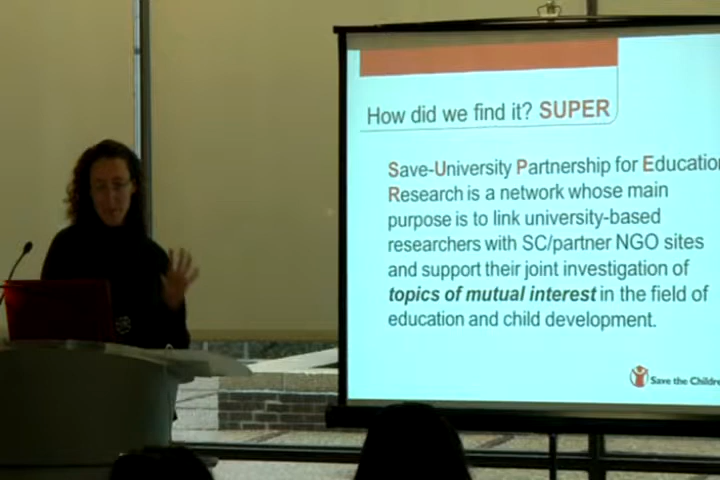 How did we find it? SUPER
Save-University Partnership for Education
Research is a network whose main
purpose is to link university-based
researchers with SC/partner NGO sites
and support their joint investigation of
topics of mutual interest in the field of
education and child development.
Save the Children